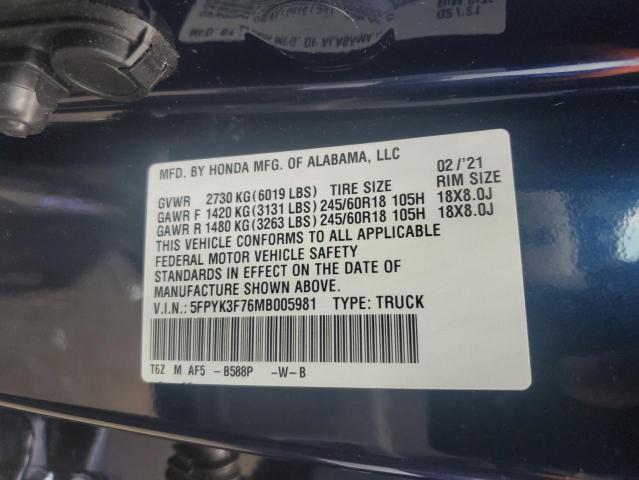 MFD. BY HONDA MFG. OF ALABAMA, LLC 02/'21
GVWR 2730 KG(6019 LBS) TIRE SIZE RIM SIZE
GAWR F 1420 KG(3131 LBS)245/60R18 105H 18X8.0J
GAWR R 1480 KG(3263 LBS)245/60R18 105H 18X8.0J
THIS VEHICLE CONFORMS TO ALL APPLICABLE
FEDERAL MOTOR VEHICLE SAFETY
STANDARDS IN EFFECT ON THE DATE OF
MANUFACTURE SHOWN ABOVE.
V.I.N.: 5FPYK3F76MB005981 TYPE: TRUCK
T6Z M AF5 -B588P -W-B